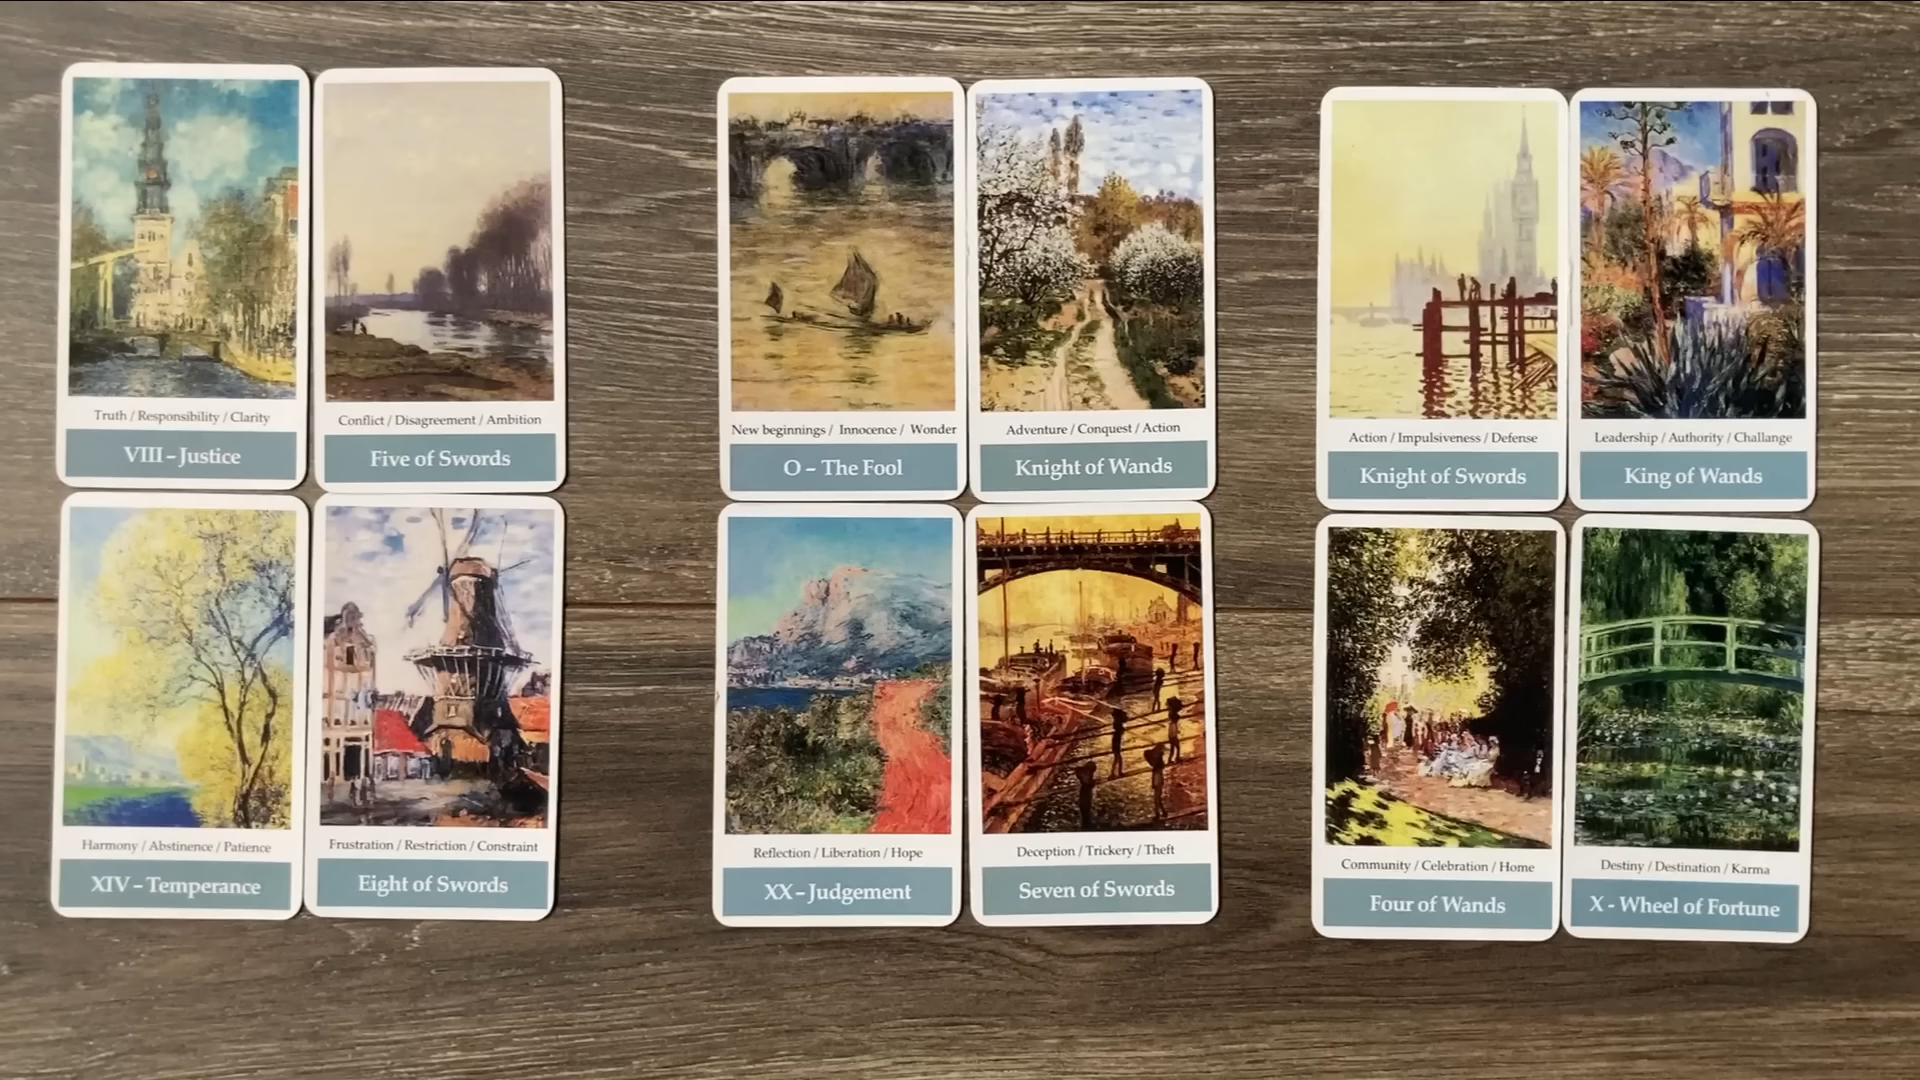 Truth / Responsibility / Clarity
VIII – Justice
Conflict / Disagreement / Ambition
Five of Swords
Harmony / Abstinence / Patience
XIV – Temperance
Frustration / Restriction / Constraint
Eight of Swords
New beginnings / Innocence / Wonder
O – The Fool
Adventure / Conquest / Action
Knight of Wands
Reflection / Liberation / Hope
XX – Judgement
Deception / Trickery / Theft
Seven of Swords
Action / Impulsiveness / Defense
Knight of Swords
Leadership / Authority / Challange
King of Wands
Community / Celebration / Home
Four of Wands
Destiny / Destination / Karma
X - Wheel of Fortune